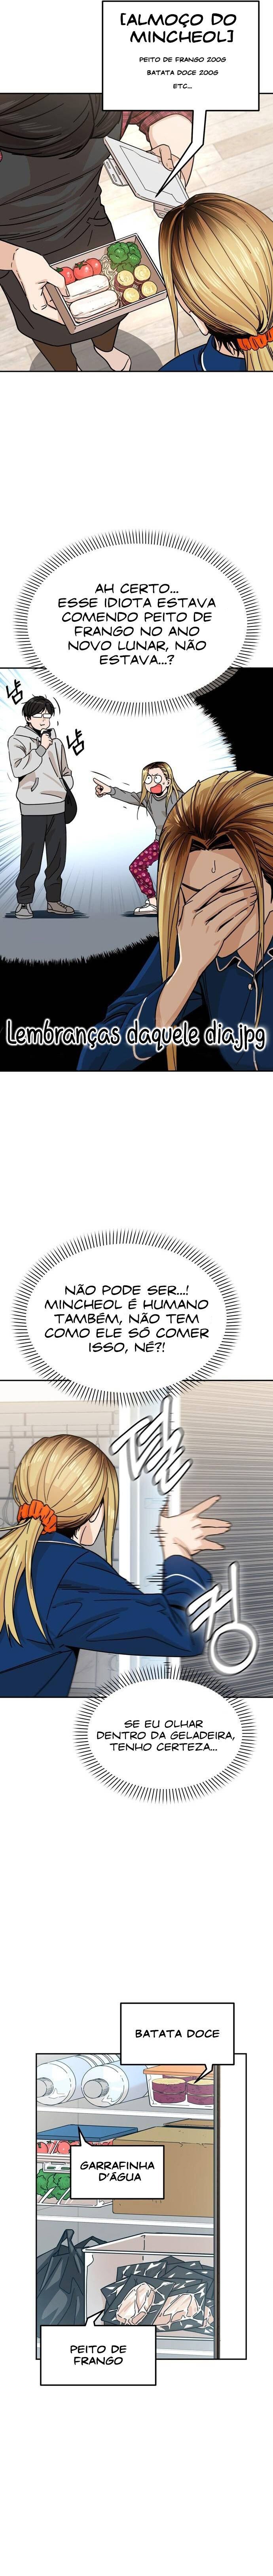 [ALMOÇO DO
MINCHEOL]
PEITO DE FRANGO 200G
BATATA DOCE 200G
ETC...
AH CERTO...
ESSE IDIOTA ESTAVA
COMENDO PEITO DE
FRANGO NO ANO
NOVO LUNAR, NÃO
ESTAVA...?
냠
냠
Lembranças daquele dia.jpg
NÃO PODE SER...!
MINCHEOL É HUMANO
TAMBÉM, NÃO TEM
COMO ELE SÓ COMER
ISSO, NÉ?!
SE EU OLHAR
DENTRO DA GELADEIRA,
TENHO CERTEZA...
BATATA DOCE
GARRAFINHA
D'ÁGUA
PEITO DE
FRANGO